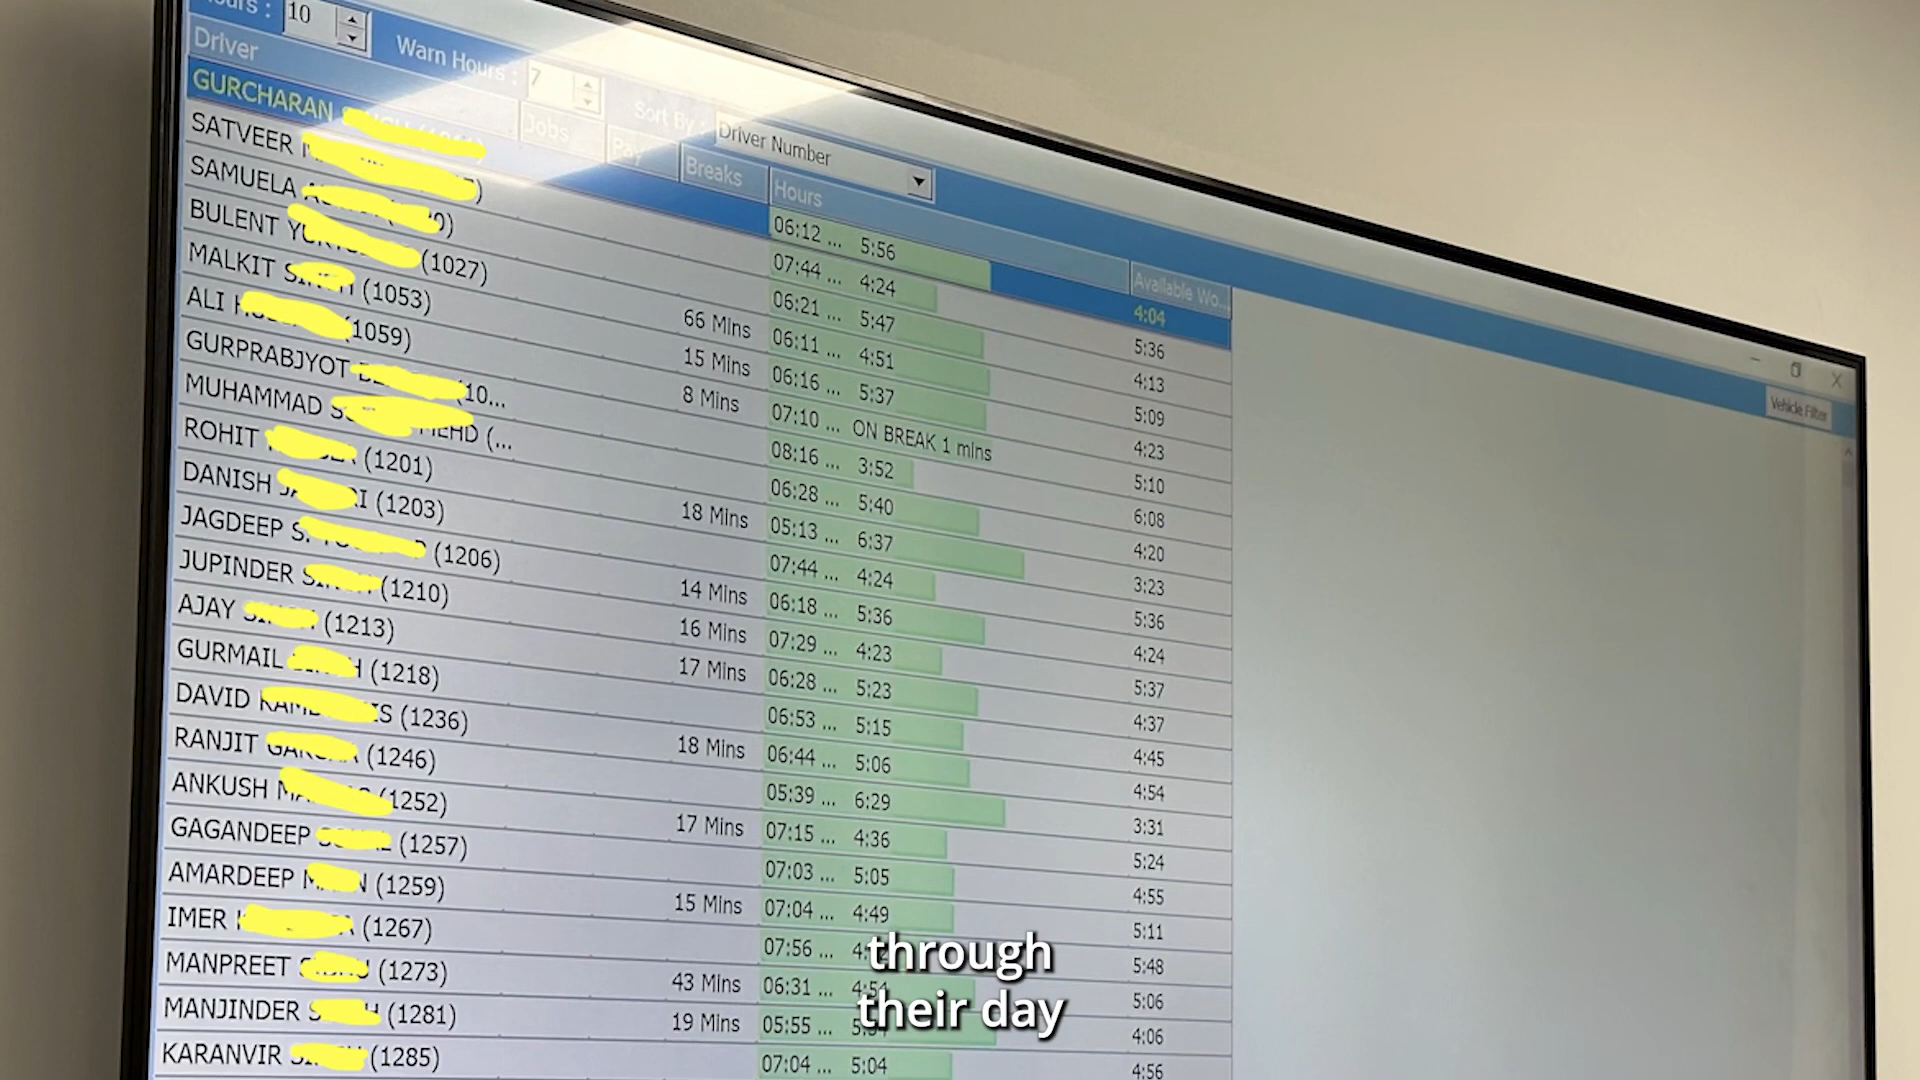 10 Warn Hours : 7 Sort By : Driver Number
Vehicle Filter
Driver Jobs Pay Breaks Hours Available Wo...
GURCHARAN 06:12 ... 5:56 4:04
SATVEER 07:44 ... 4:24 5:36
SAMUELA 06:21 ... 5:47 4:13
BULENT (1027) 66 Mins 06:11 ... 4:51 5:09
MALKIT (1053) 15 Mins 06:16 ... 5:37 4:23
ALI (1059) 8 Mins 07:10 ... ON BREAK 1 mins 5:10
GURPRABJYOT (10... 08:16 ... 3:52 6:08
MUHAMMAD (... 06:28 ... 5:40 4:20
ROHIT (1201) 18 Mins 05:13 ... 6:37 3:23
DANISH (1203) 07:44 ... 4:24 5:36
JAGDEEP (1206) 14 Mins 06:18 ... 5:36 4:24
JUPINDER (1210) 16 Mins 07:29 ... 4:23 5:37
AJAY (1213) 17 Mins 06:28 ... 5:23 4:37
GURMAIL (1218) 06:53 ... 5:15 4:45
DAVID (1236) 18 Mins 06:44 ... 5:06 4:54
RANJIT (1246) 05:39 ... 6:29 3:31
ANKUSH (1252) 17 Mins 07:15 ... 4:36 5:24
GAGANDEEP (1257) 07:03 ... 5:05 4:55
AMARDEEP (1259) 15 Mins 07:04 ... 4:49 5:11
IMER (1267) 07:56 ... 5:48
MANPREET (1273) 43 Mins 06:31 ... 4:54 5:06
MANJINDER (1281) 19 Mins 05:55 ... 4:06
KARANVIR (1285) 07:04 ... 5:04 4:56
through
their day